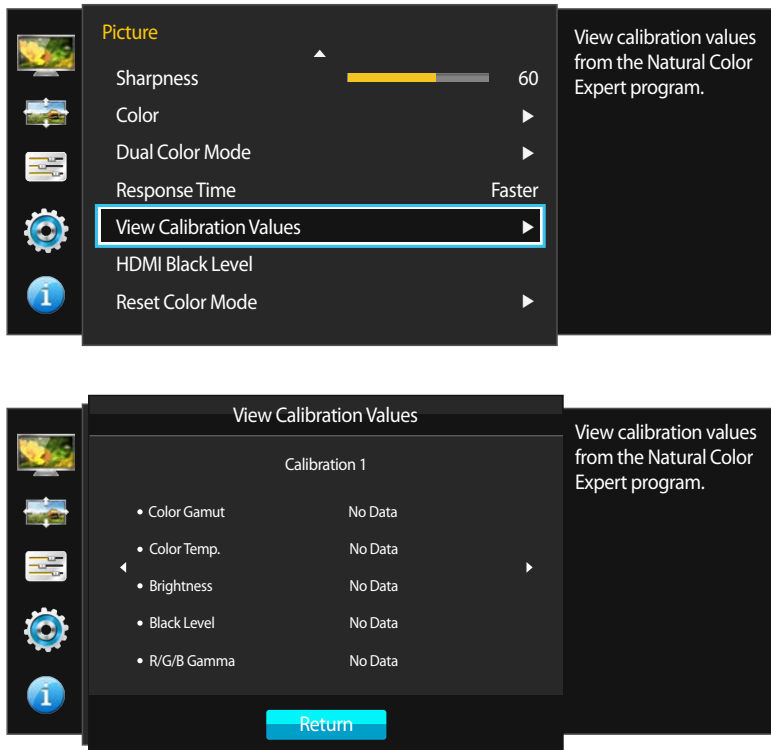 Picture
Sharpness 60
Color
Dual Color Mode
Response Time Faster
View Calibration Values
HDMI Black Level
Reset Color Mode
View calibration values
from the Natural Color
Expert program.
View Calibration Values
Calibration 1
• Color Gamut No Data
• Color Temp. No Data
• Brightness No Data
• Black Level No Data
• R/G/B Gamma No Data
Return
View calibration values
from the Natural Color
Expert program.